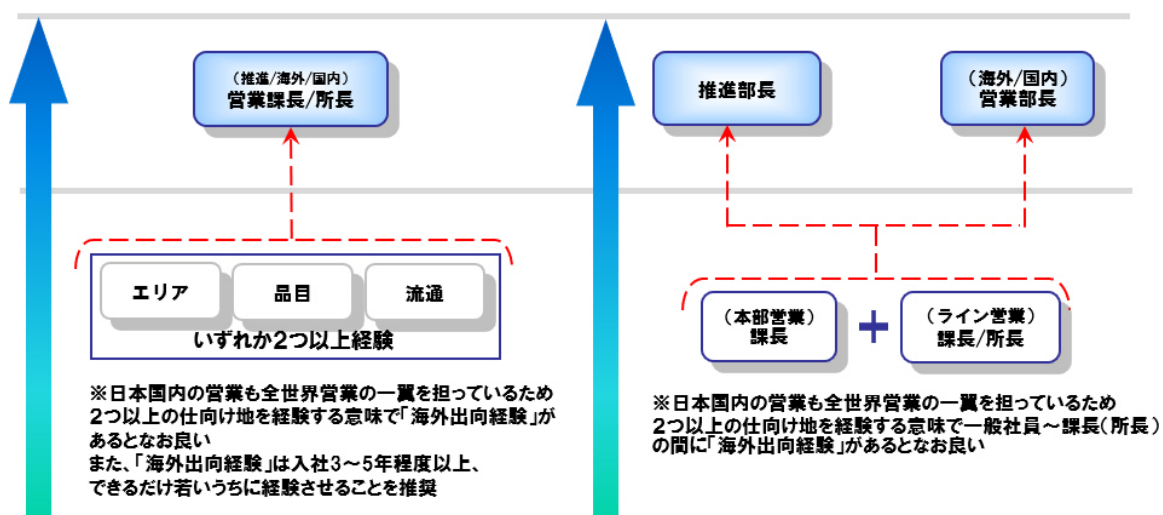 （推進/海外/国内）
営業課長/所長
エリア
品目
流通
いずれか2つ以上経験
※日本国内の営業も全世界営業の一翼を担っているため
2つ以上の仕向け地を経験する意味で「海外出向経験」が
あるとなお良い
また、「海外出向経験」は入社3～5年程度以上、
できるだけ若いうちに経験させることを推奨
推進部長
（海外/国内）
営業部長
（本部営業）
課長
+
（ライン営業）
課長/所長
※日本国内の営業も全世界営業の一翼を担っているため
2つ以上の仕向け地を経験する意味で一般社員～課長(所長)
の間に「海外出向経験」があるとなお良い